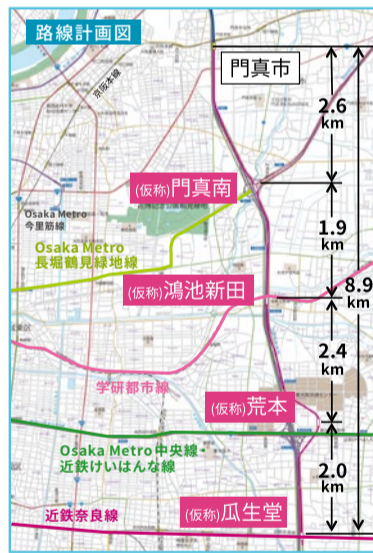 路線計画図
京阪本線
門真市
2.6
km
(仮称)門真南
Osaka Metro
今里筋線
1.9
km
Osaka Metro
長堀鶴見緑地線
8.9
km
(仮称)鴻池新田
2.4
km
学研都市線
(仮称)荒本
Osaka Metro中央線・
近鉄けいはんな線
2.0
km
(仮称)瓜生堂
近鉄奈良線